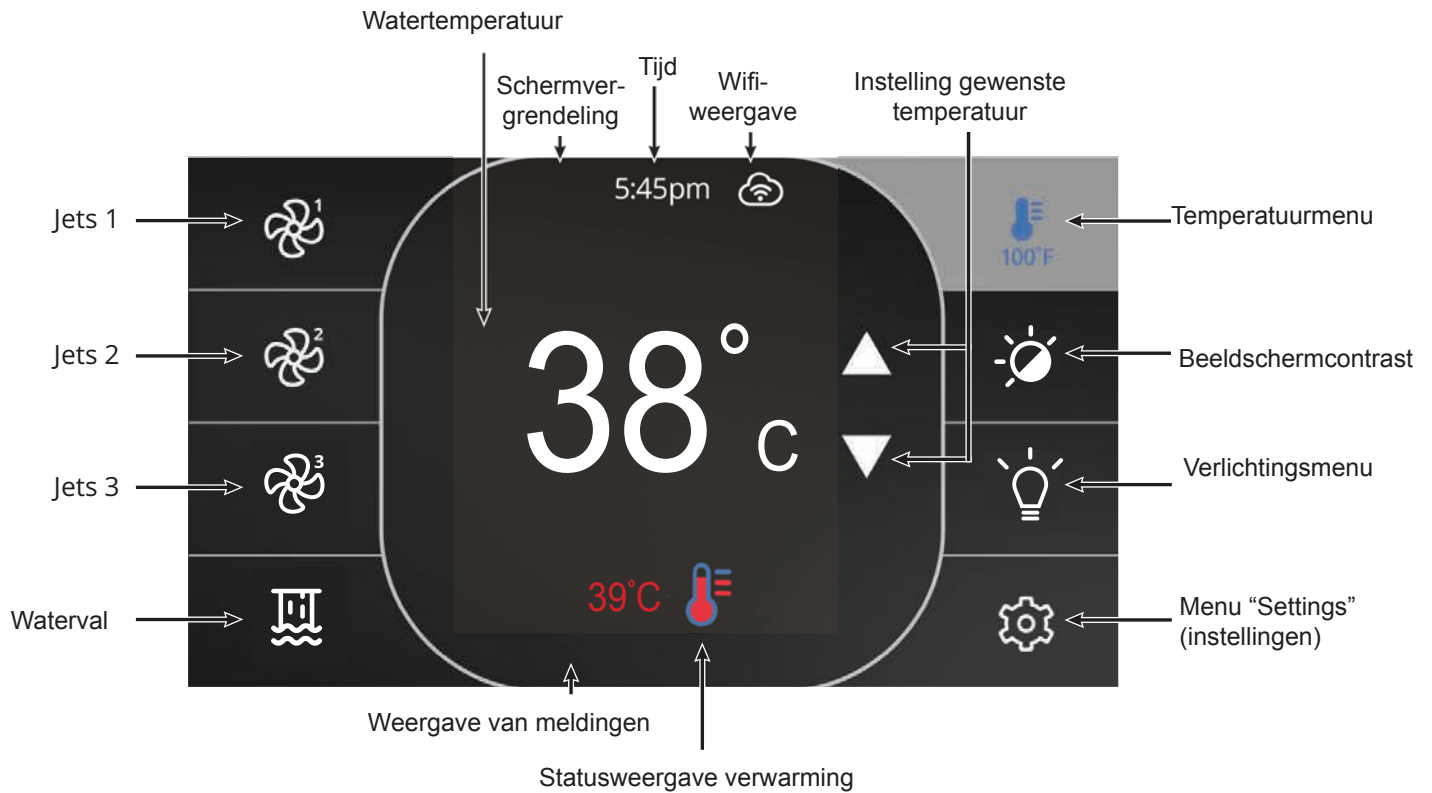 Watertemperatuur
Schermver-
grendeling
Tijd
Wifi-
weergave
Instelling gewenste
temperatuur
5:45pm
Jets 1
1
100°F
Temperatuurmenu
Jets 2
2
38°C
Beeldschermcontrast
Jets 3
3
Verlichtingsmenu
39°C
Waterval
Menu “Settings”
(instellingen)
Weergave van meldingen
Statusweergave verwarming